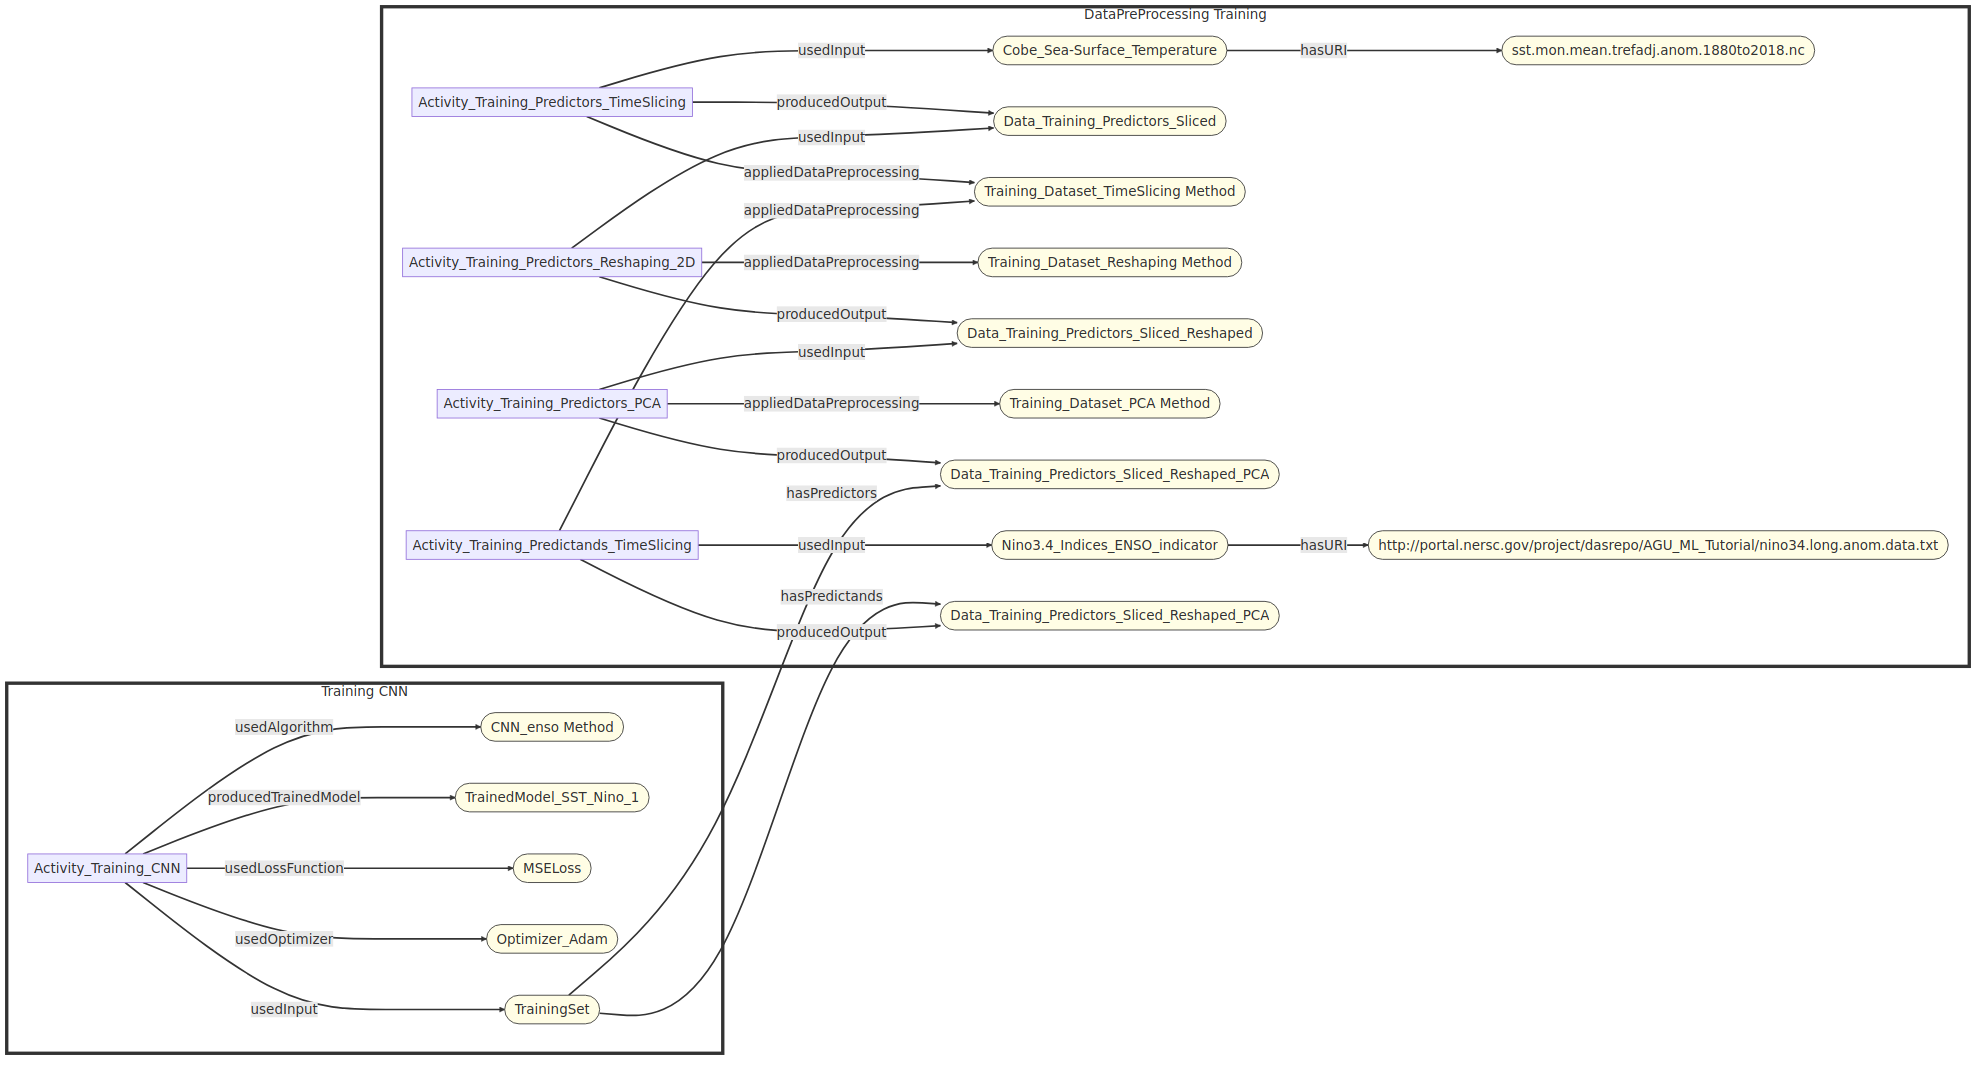 DataPreProcessing Training
usedInput
Cobe_Sea-Surface_Temperature
hasURI
sst.mon.mean.trefadj.anom.1880to2018.nc
Activity_Training_Predictors_TimeSlicing
producedOutput
Data_Training_Predictors_Sliced
usedInput
appliedDataPreprocessing
Training_Dataset_TimeSlicing Method
appliedDataPreprocessing
Activity_Training_Predictors_Reshaping_2D
appliedDataPreprocessing
Training_Dataset_Reshaping Method
producedOutput
Data_Training_Predictors_Sliced_Reshaped
usedInput
Activity_Training_Predictors_PCA
appliedDataPreprocessing
Training_Dataset_PCA Method
producedOutput
Data_Training_Predictors_Sliced_Reshaped_PCA
hasPredictors
Activity_Training_Predictands_TimeSlicing
usedInput
Nino3.4_Indices_ENSO_indicator
hasURI
http://portal.nersc.gov/project/dasrepo/AGU_ML_Tutorial/nino34.long.anom.data.txt
hasPredictands
Data_Training_Predictors_Sliced_Reshaped_PCA
producedOutput
Training CNN
usedAlgorithm
CNN_enso Method
producedTrainedModel
TrainedModel_SST_Nino_1
Activity_Training_CNN
usedLossFunction
MSELoss
usedOptimizer
Optimizer_Adam
usedInput
TrainingSet